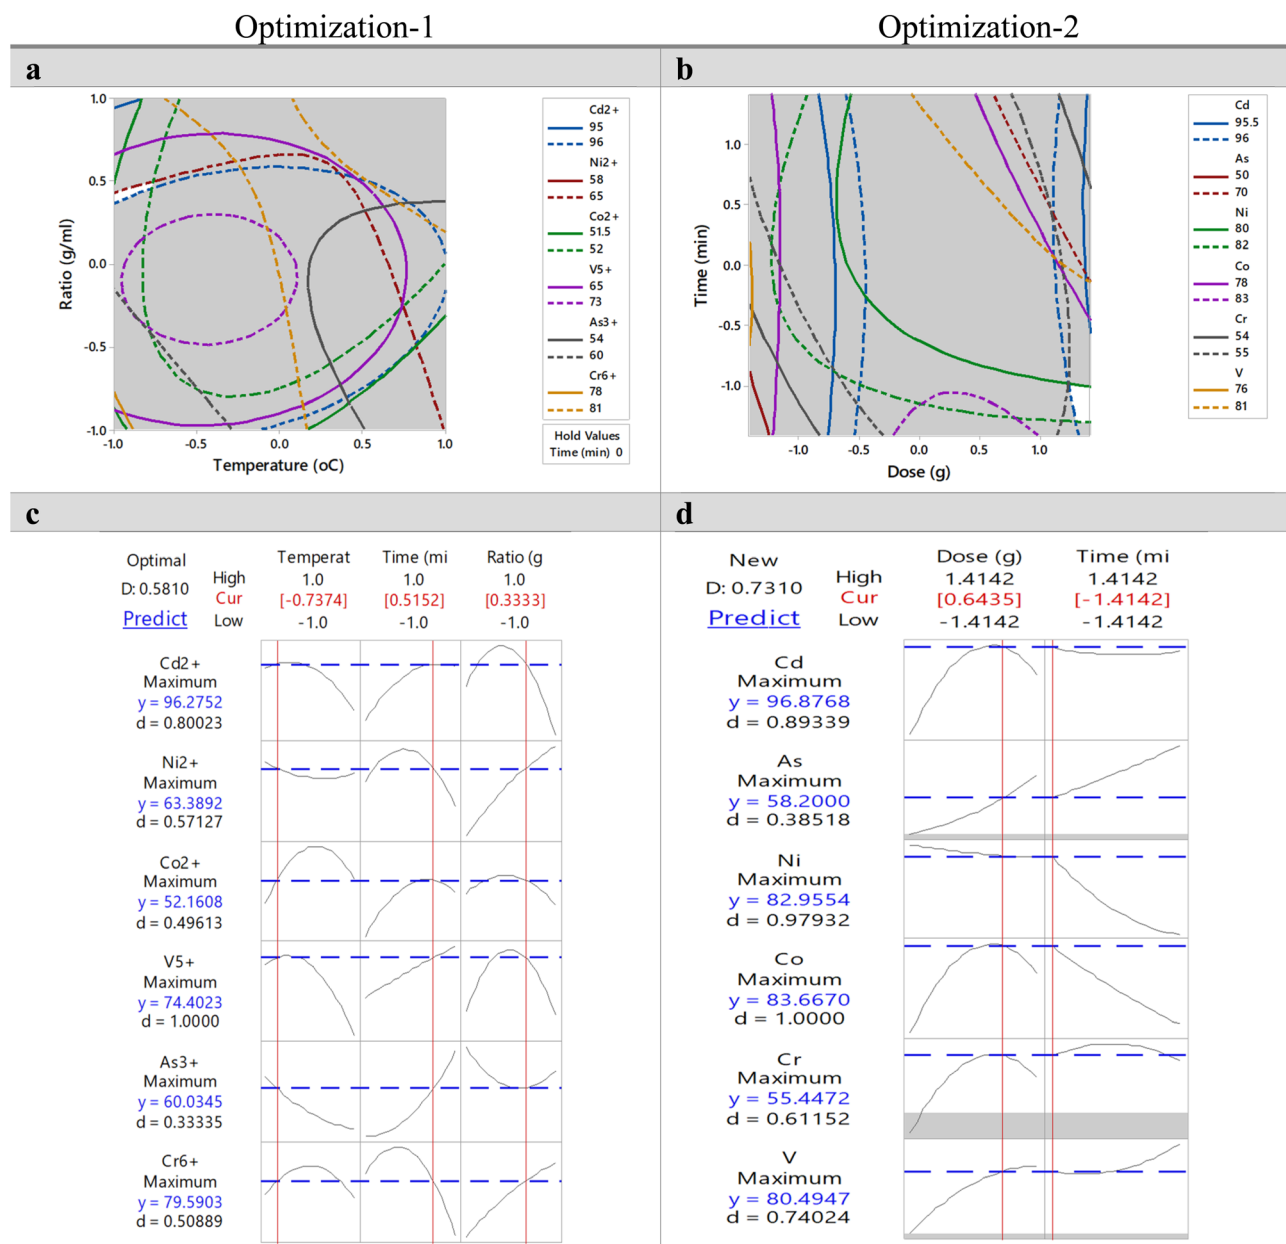 Optimization-1
Optimization-2
a
b
1.0
0.5
0.0
-0.5
-1.0
-1.0
-0.5
0.0
0.5
1.0
Ratio (g/ml)
Temperature (oC)
Cd2+
95
96
Ni2+
58
65
Co2+
51.5
52
V5+
65
73
As3+
54
60
Cr6+
78
81
Hold Values
Time (min) 0
1.0
0.5
0.0
-0.5
-1.0
-1.0
-0.5
0.0
0.5
1.0
Time (min)
Dose (g)
Cd
95.5
96
As
50
70
Ni
80
82
Co
78
83
Cr
54
55
V
76
81
c
d
Optimal
D: 0.5810
Predict
High
Cur
Low
Temperat
1.0
[-0.7374]
-1.0
Time (mi
1.0
[0.5152]
-1.0
Ratio (g
1.0
[0.3333]
-1.0
Cd2+
Maximum
y = 96.2752
d = 0.80023
Ni2+
Maximum
y = 63.3892
d = 0.57127
Co2+
Maximum
y = 52.1608
d = 0.49613
V5+
Maximum
y = 74.4023
d = 1.0000
As3+
Maximum
y = 60.0345
d = 0.33335
Cr6+
Maximum
y = 79.5903
d = 0.50889
New
D: 0.7310
Predict
High
Cur
Low
Dose (g)
1.4142
[0.6435]
-1.4142
Time (mi
1.4142
[-1.4142]
-1.4142
Cd
Maximum
y = 96.8768
d = 0.89339
As
Maximum
y = 58.2000
d = 0.38518
Ni
Maximum
y = 82.9554
d = 0.97932
Co
Maximum
y = 83.6670
d = 1.0000
Cr
Maximum
y = 55.4472
d = 0.61152
V
Maximum
y = 80.4947
d = 0.74024